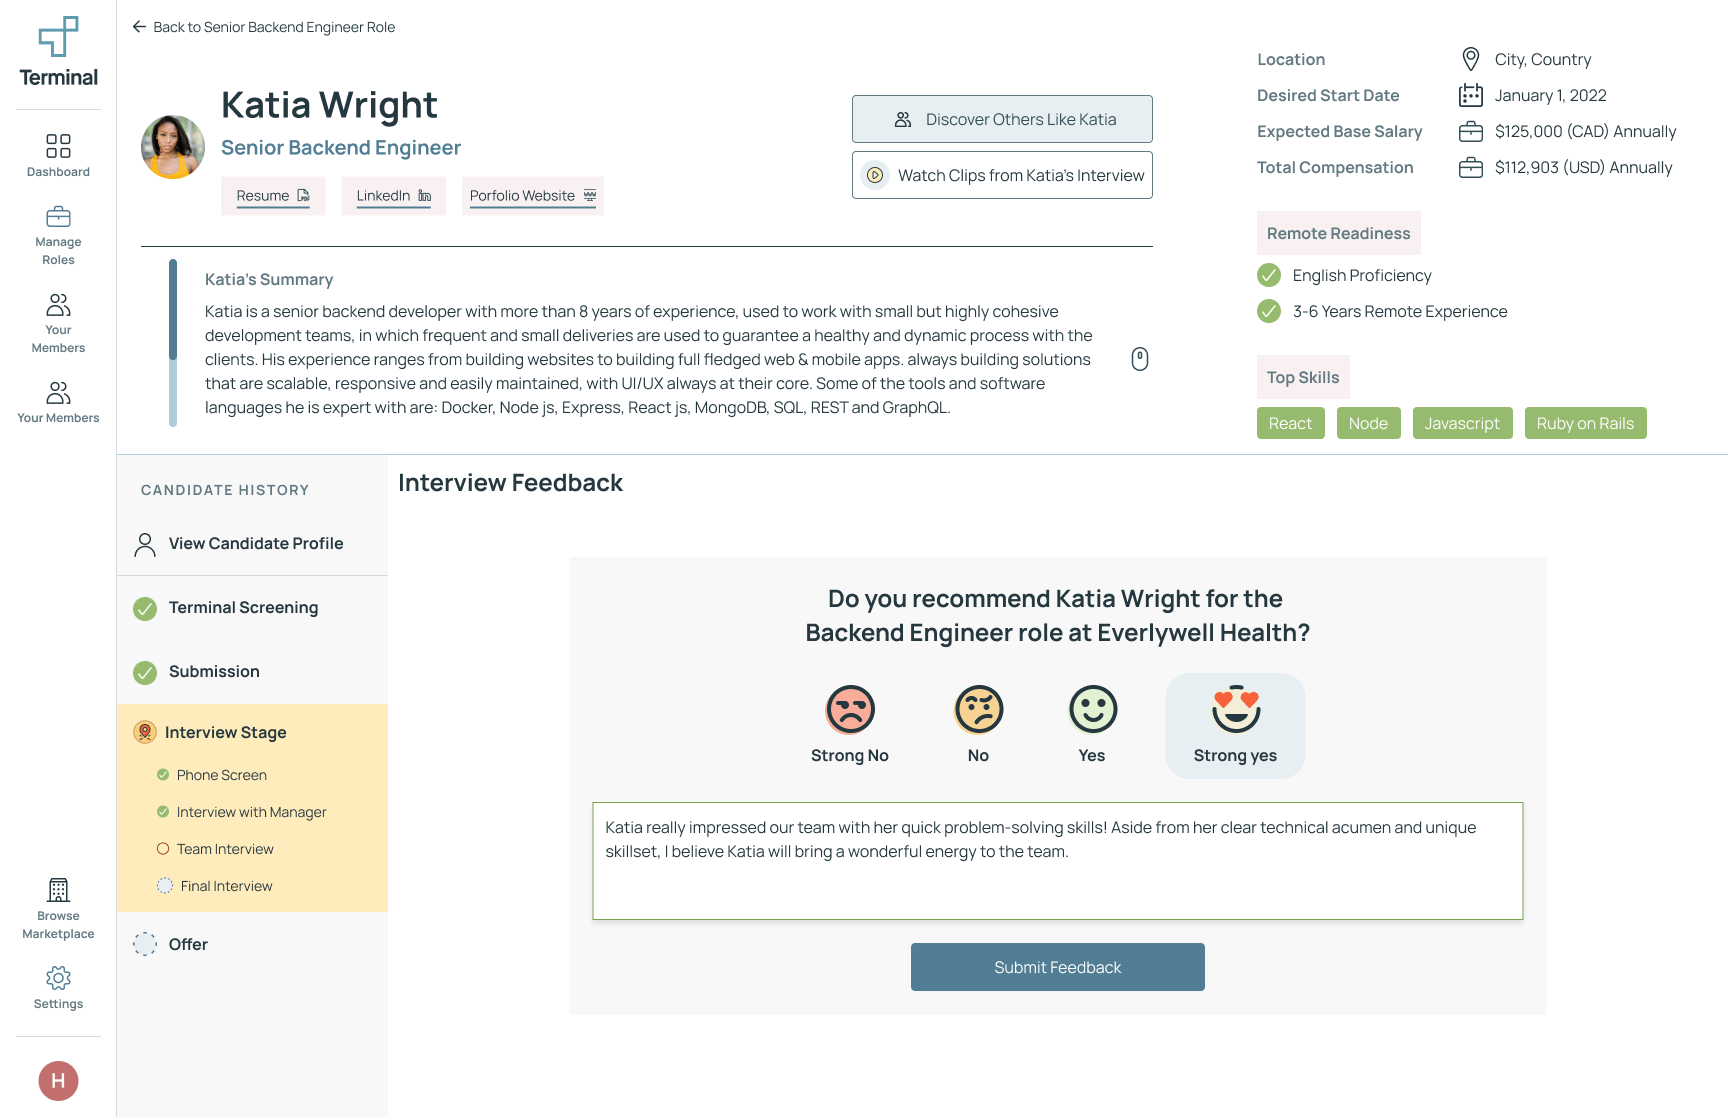 Terminal
Dashboard
Manage
Roles
Your
Members
Your Members
Browse
Marketplace
Settings
H
Back to Senior Backend Engineer Role
Katia Wright
Senior Backend Engineer
Resume
LinkedIn
Porfolio Website
Discover Others Like Katia
Watch Clips from Katia's Interview
Katia's Summary
Katia is a senior backend developer with more than 8 years of experience, used to work with small but highly cohesive
development teams, in which frequent and small deliveries are used to guarantee a healthy and dynamic process with the
clients. His experience ranges from building websites to building full fledged web & mobile apps. always building solutions
that are scalable, responsive and easily maintained, with UI/UX always at their core. Some of the tools and software
languages he is expert with are: Docker, Node js, Express, React js, MongoDB, SQL, REST and GraphQL.
Location City, Country
Desired Start Date January 1, 2022
Expected Base Salary $125,000 (CAD) Annually
Total Compensation $112,903 (USD) Annually
Remote Readiness
English Proficiency
3-6 Years Remote Experience
Top Skills
React Node Javascript Ruby on Rails
CANDIDATE HISTORY
View Candidate Profile
Terminal Screening
Submission
Interview Stage
Phone Screen
Interview with Manager
Team Interview
Final Interview
Offer
Interview Feedback
Do you recommend Katia Wright for the
Backend Engineer role at Everlywell Health?
Strong No No Yes Strong yes
Katia really impressed our team with her quick problem-solving skills! Aside from her clear technical acumen and unique
skillset, I believe Katia will bring a wonderful energy to the team.
Submit Feedback